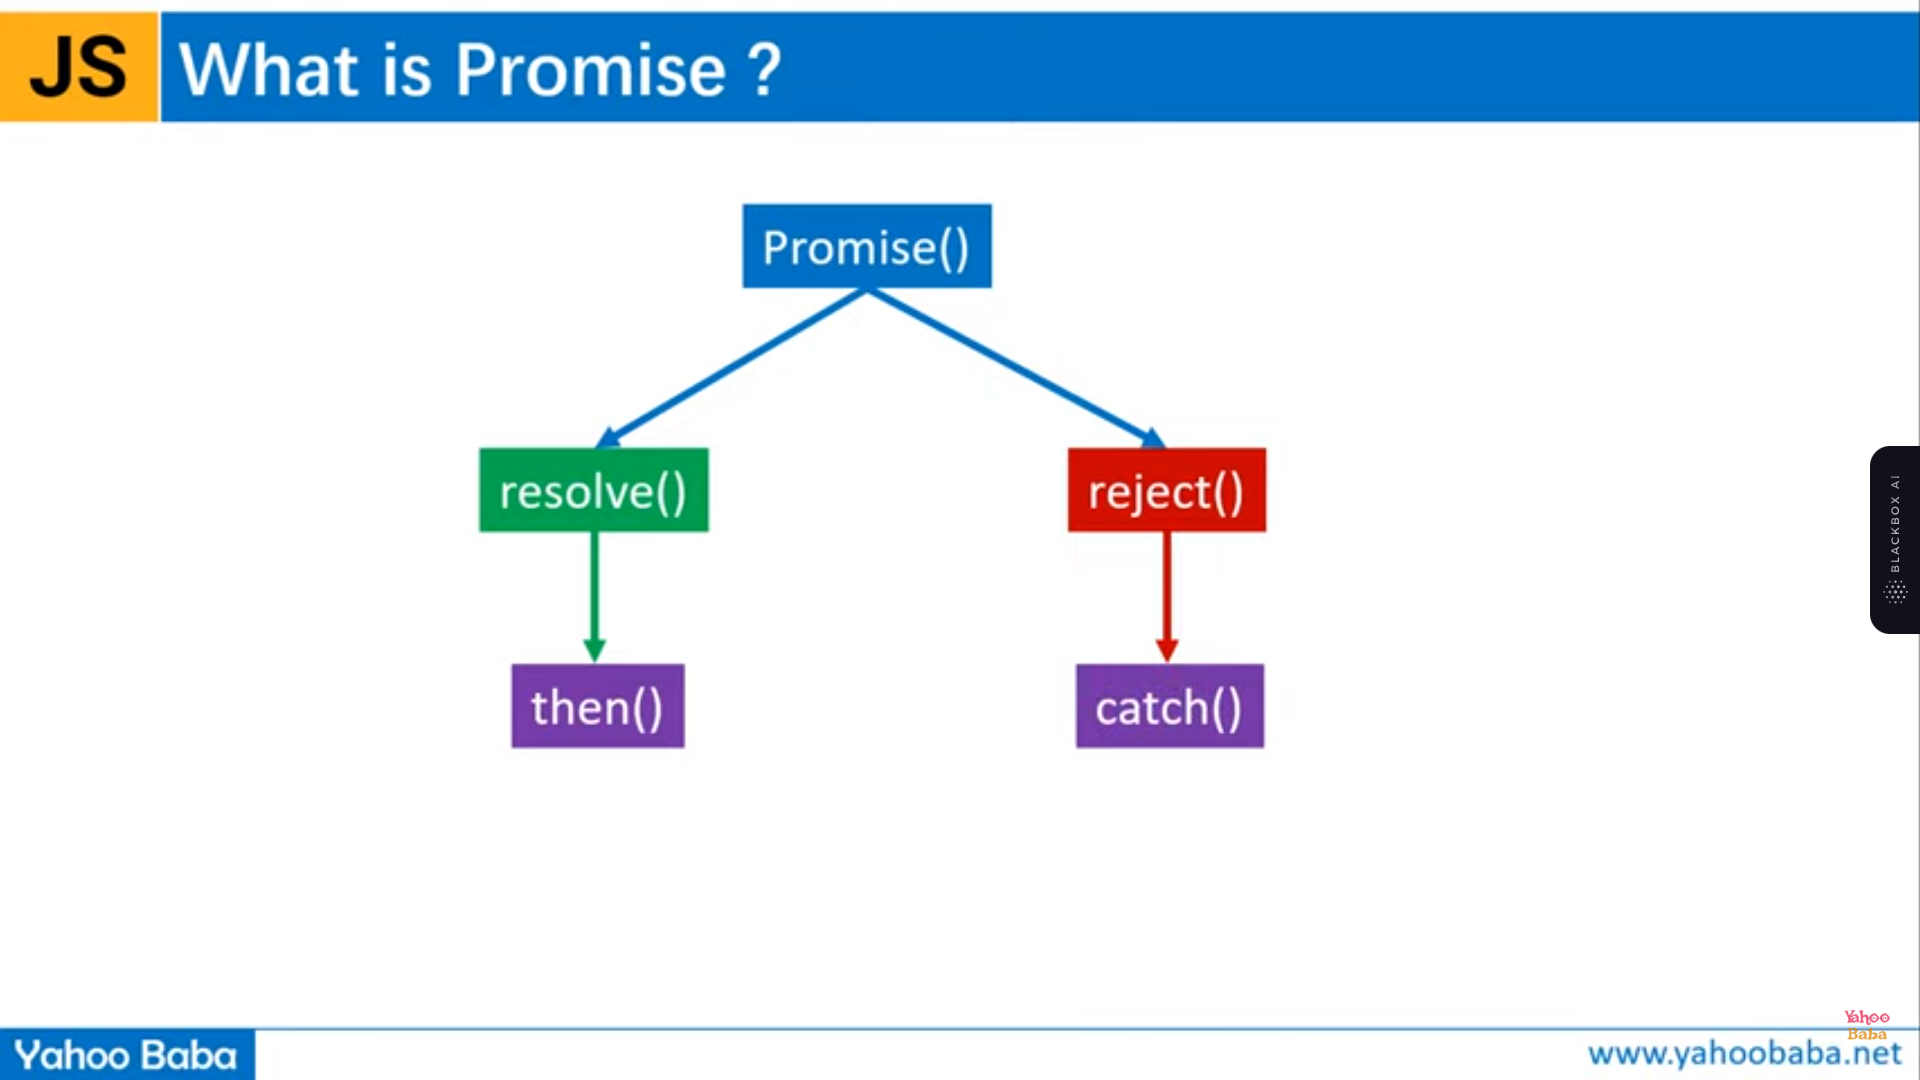 JS What is Promise ?
Promise()
resolve() reject()
then() catch()
BLACKBOX AI
Yahoo
Baba
Yahoo Baba www.yahoobaba.net